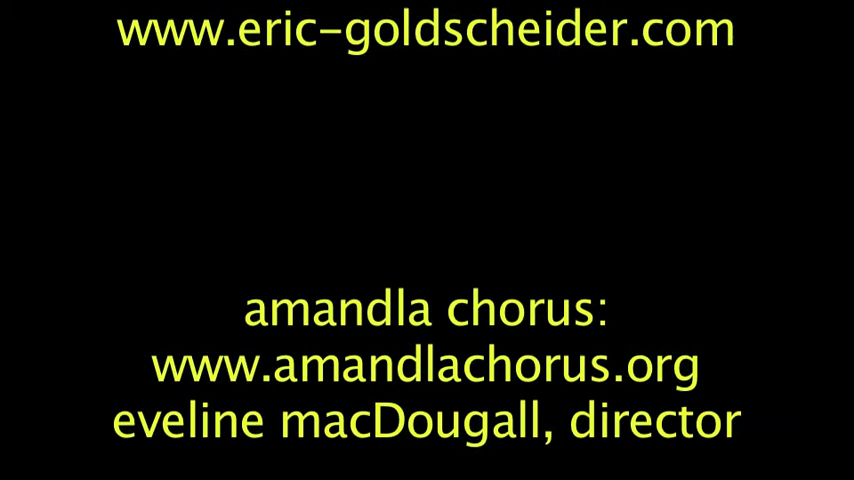 www.eric-goldscheider.com
amandla chorus:
www.amandlachorus.org
eveline macDougall, director